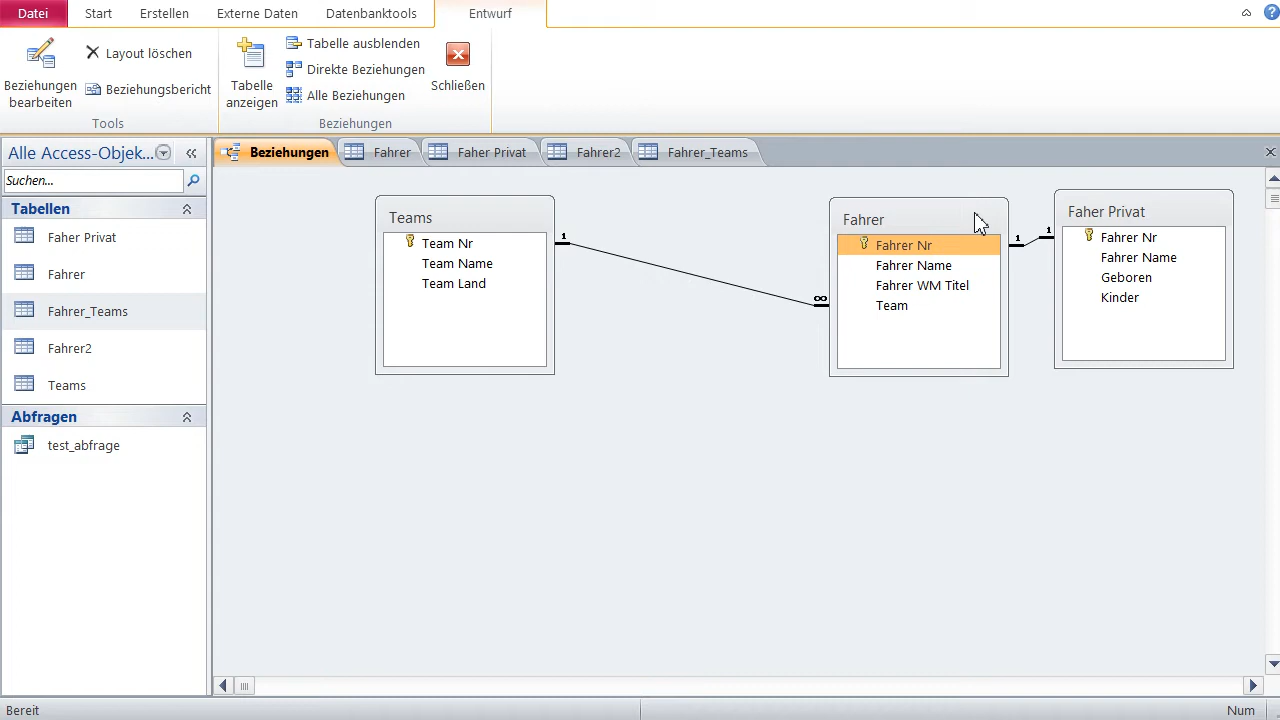 Datei Start Erstellen Externe Daten Datenbanktools Entwurf
Beziehungen bearbeiten
Layout löschen
Beziehungsbericht
Tools
Tabelle anzeigen
Tabelle ausblenden
Direkte Beziehungen
Alle Beziehungen
Schließen
Beziehungen
Alle Access-Objek...
Suchen...
Tabellen
Faher Privat
Fahrer
Fahrer_Teams
Fahrer2
Teams
Abfragen
test_abfrage
Beziehungen Fahrer Faher Privat Fahrer2 Fahrer_Teams
Teams
Team Nr
Team Name
Team Land
1
∞
Fahrer
Fahrer Nr
Fahrer Name
Fahrer WM Titel
Team
1
1
Faher Privat
Fahrer Nr
Fahrer Name
Geboren
Kinder
Bereit
Num